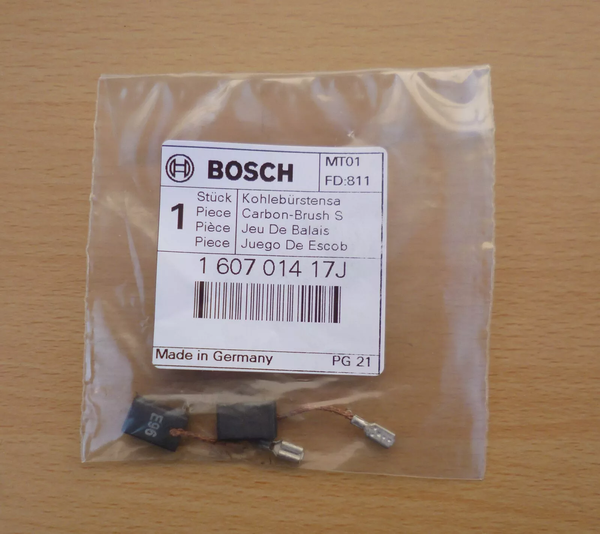 BOSCH
MT01
FD:811
1
Stück Kohlebürstensa
Piece Carbon-Brush S
Pièce Jeu De Balais
Piece Juego De Escob
1 607 014 17J
Made in Germany PG 21
E96